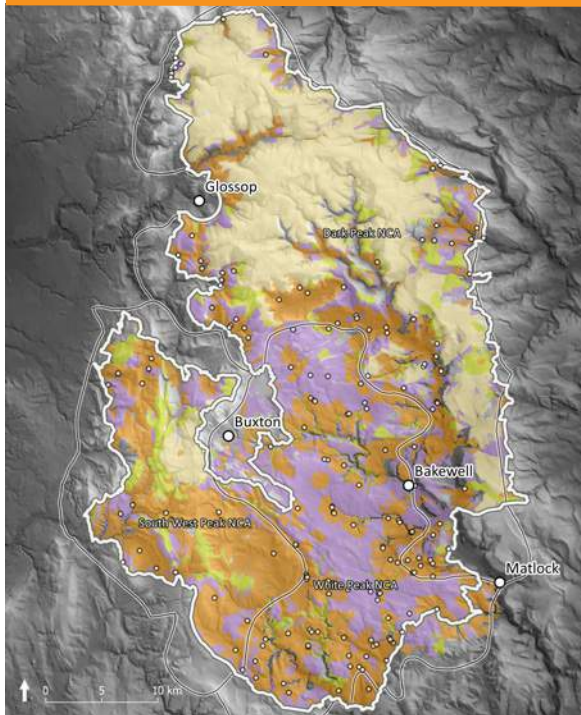 Glossop
Dark Peak NCA
Buxton
Bakewell
South West Peak NCA
Matlock
White Peak NCA
0 5 10 km